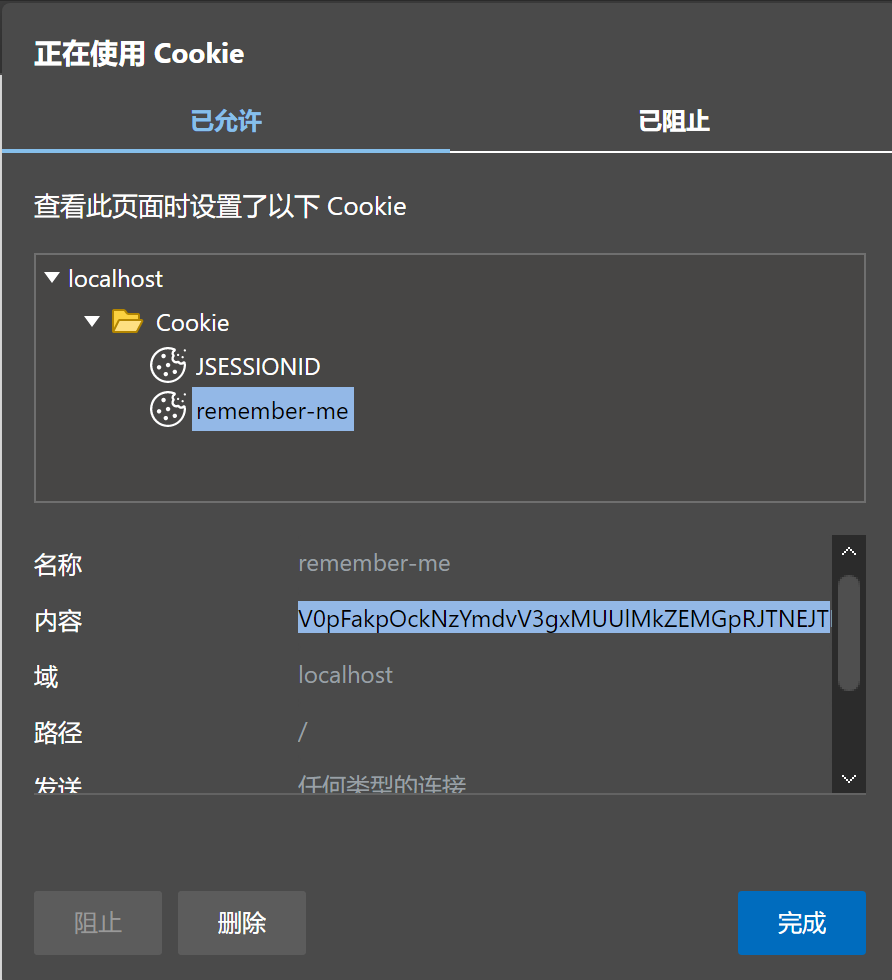 正在使用 Cookie
已允许 已阻止
查看此页面时设置了以下 Cookie
localhost
Cookie
JSESSIONID
remember-me
名称 remember-me
内容 V0pFakpOckNzYmdvV3gxMUUlMkZEMGpRJTNEJT
域 localhost
路径 /
发送 任何类型的连接
阻止 删除 完成